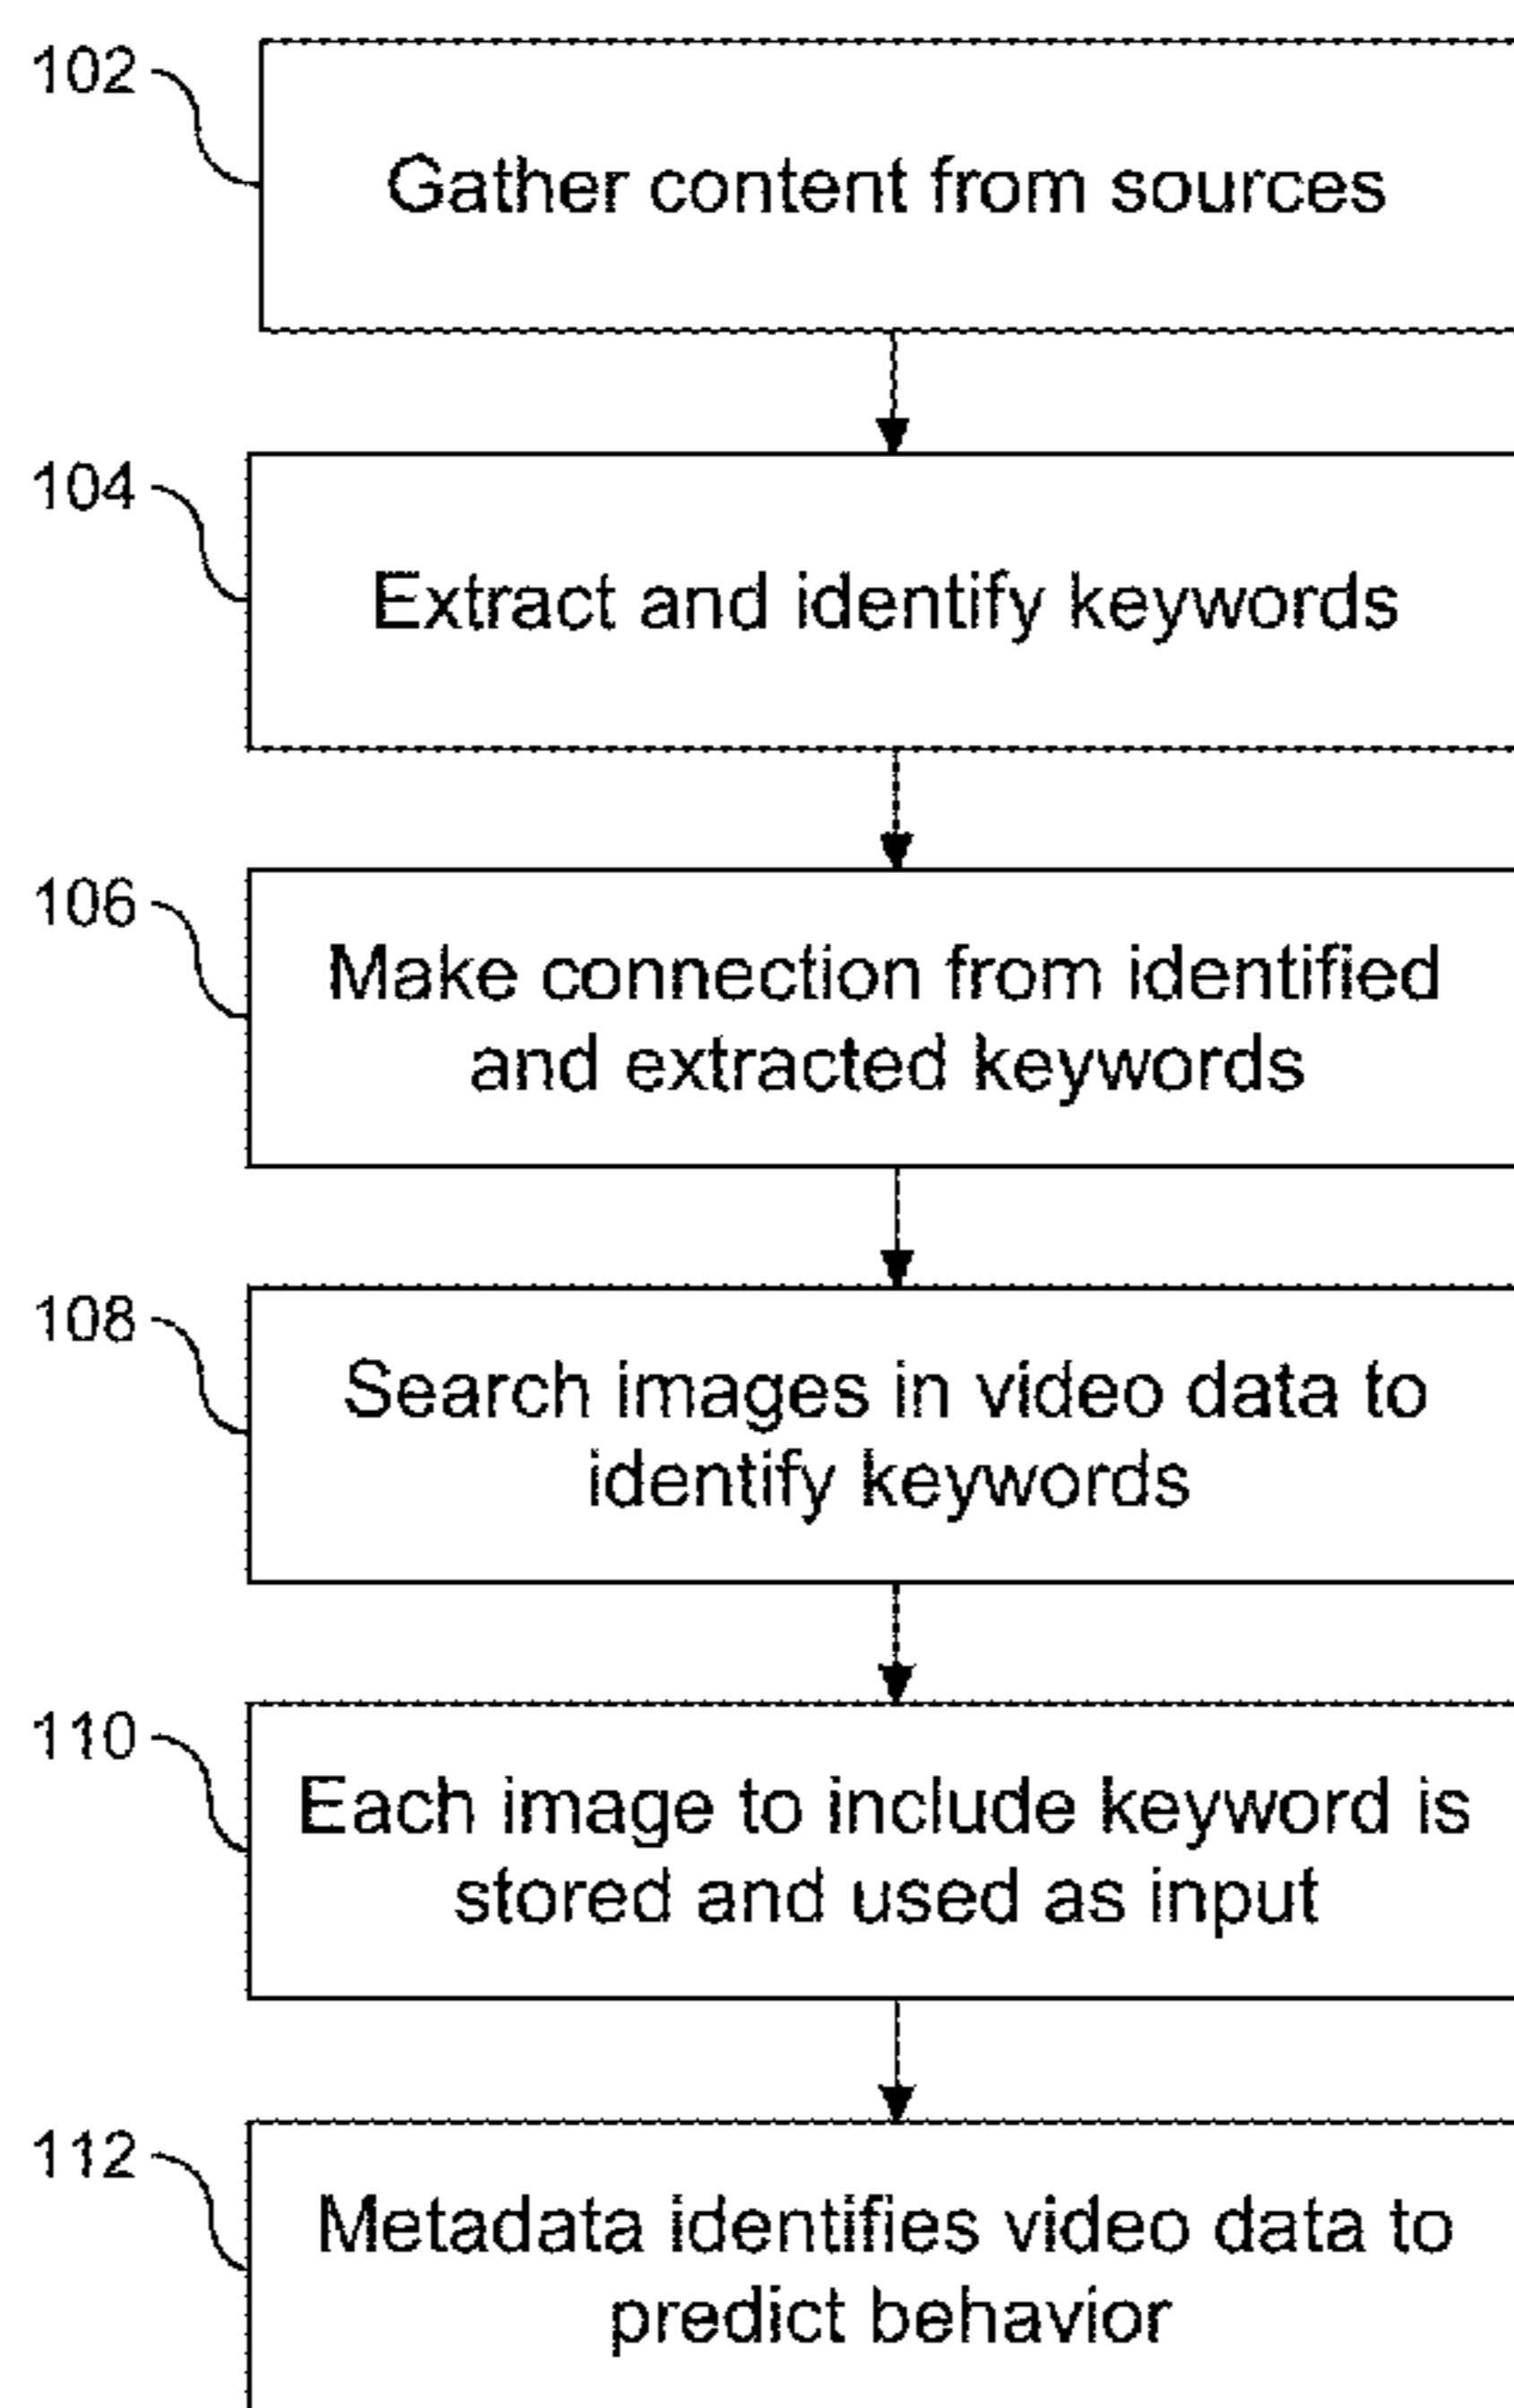 102
Gather content from sources
104
Extract and identify keywords
106
Make connection from identified
and extracted keywords
108
Search images in video data to
identify keywords
110
Each image to include keyword is
stored and used as input
112
Metadata identifies video data to
predict behavior